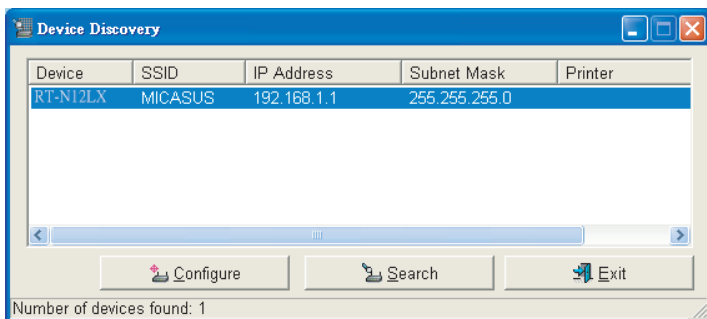 Device Discovery
Device SSID IP Address Subnet Mask Printer
RT-N12LX MICASUS 192.168.1.1 255.255.255.0
Configure Search Exit
Number of devices found: 1